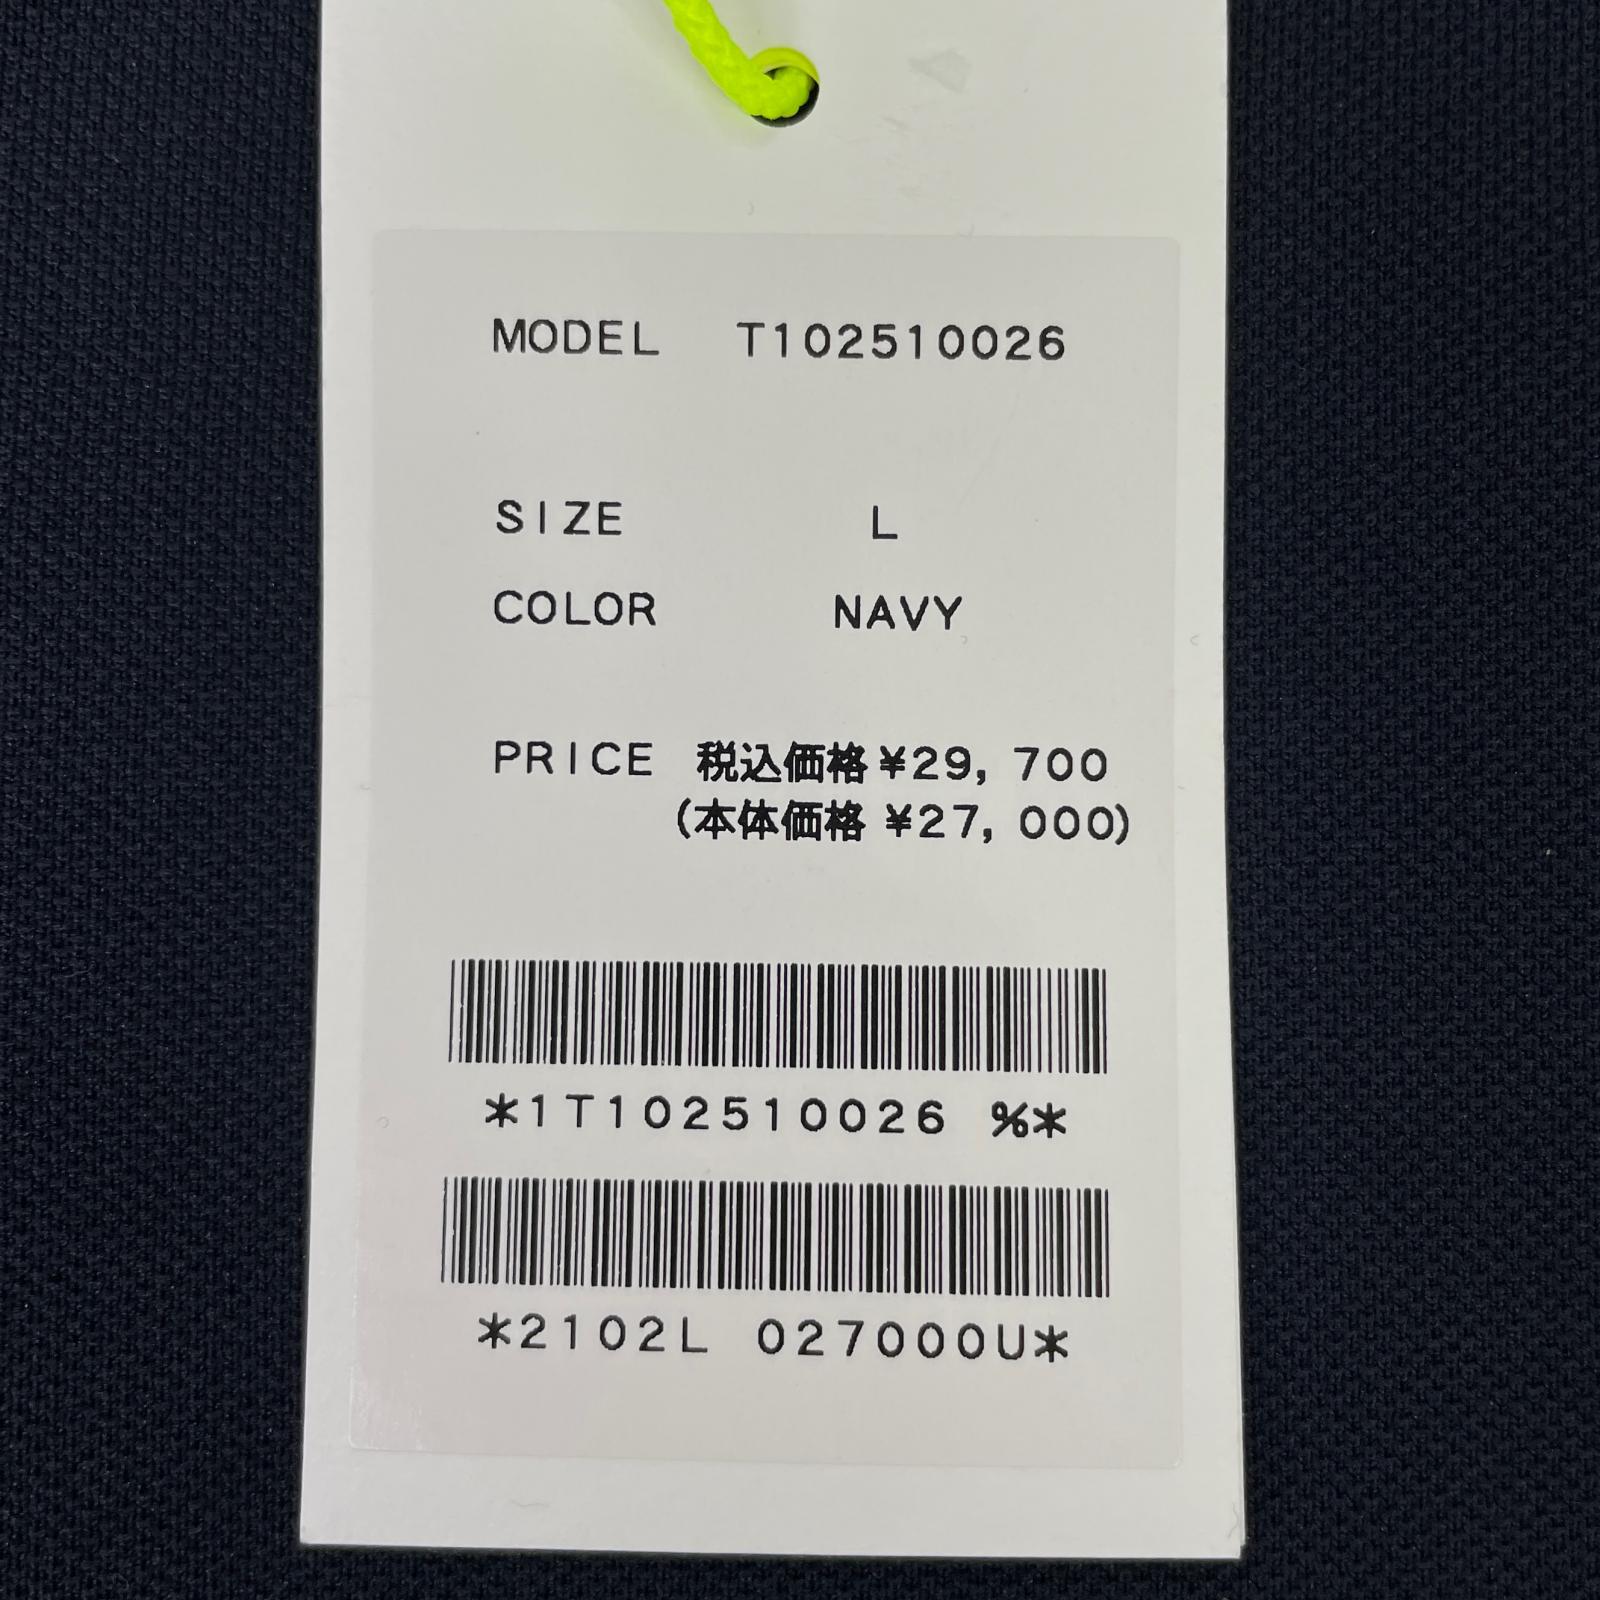 MODEL T102510026
SIZE L
COLOR NAVY
PRICE 税込価格 ¥29, 700
(本体価格 ¥27, 000)
*1T102510026 %*
*2102L 027000U*